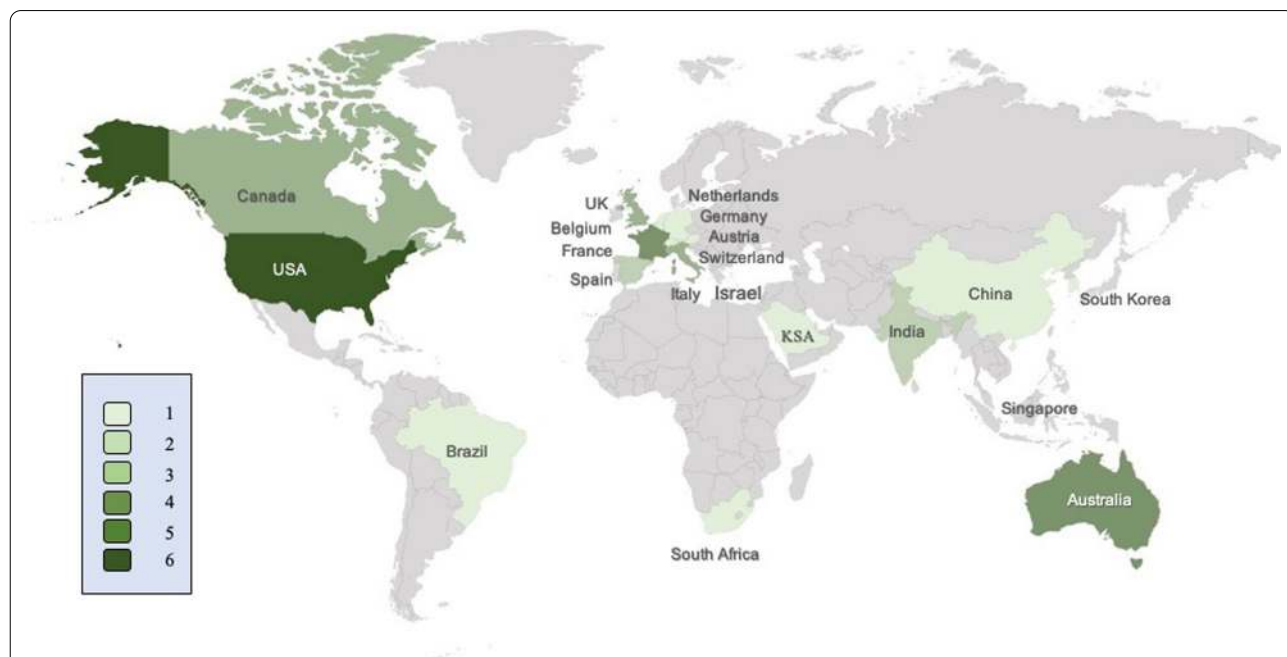 Canada
USA
UK
Netherlands
Belgium
Germany
France
Austria
Switzerland
Spain
Italy
Israel
KSA
India
China
South Korea
Singapore
Brazil
South Africa
Australia
1
2
3
4
5
6